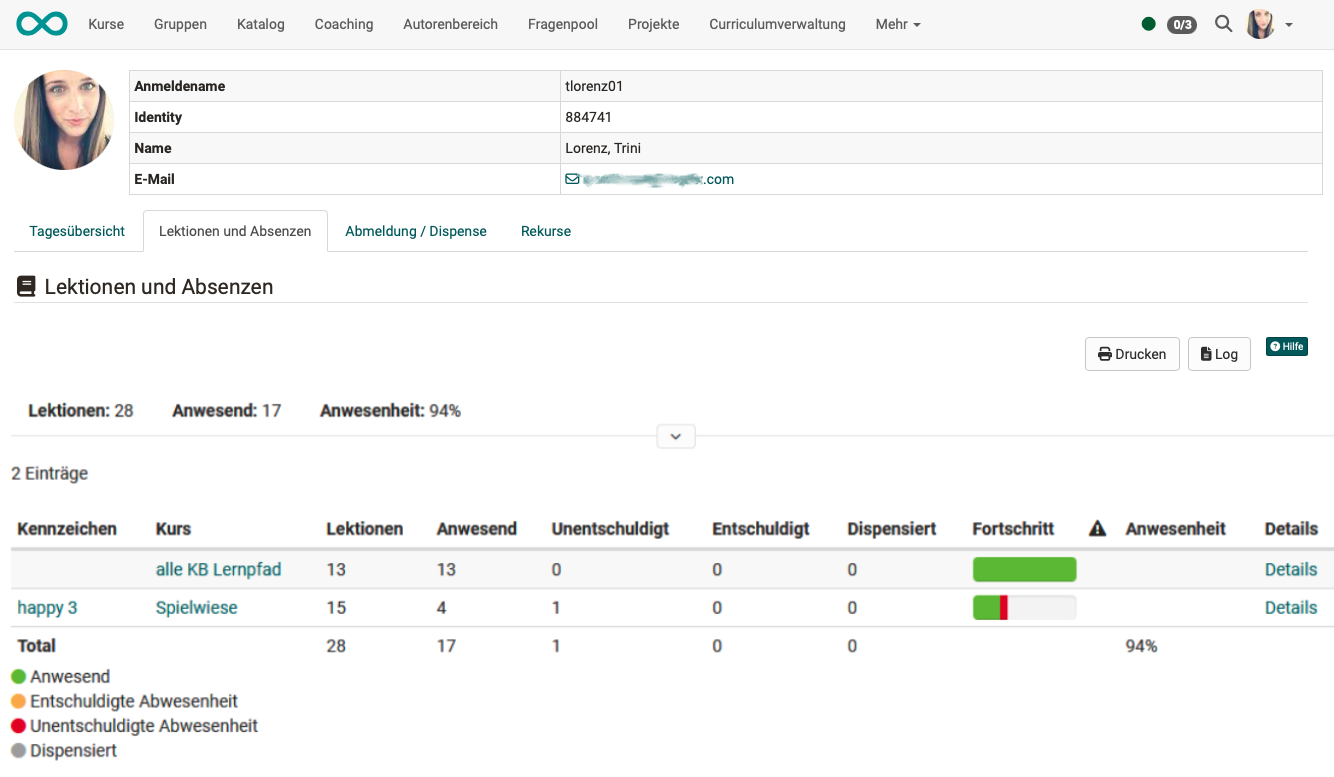 Kurse Gruppen Katalog Coaching Autorenbereich Fragenpool Projekte Curriculumverwaltung Mehr 0/3
Anmeldename tlorenz01
Identity 884741
Name Lorenz, Trini
E-Mail .com
Tagesübersicht Lektionen und Absenzen Abmeldung / Dispense Rekurse
Lektionen und Absenzen
Drucken Log Hilfe
Lektionen: 28 Anwesend: 17 Anwesenheit: 94%
2 Einträge
Kennzeichen Kurs Lektionen Anwesend Unentschuldigt Entschuldigt Dispensiert Fortschritt Anwesenheit Details
alle KB Lernpfad 13 13 0 0 0 Details
happy 3 Spielwiese 15 4 1 0 0 Details
Total 28 17 1 0 0 94%
Anwesend
Entschuldigte Abwesenheit
Unentschuldigte Abwesenheit
Dispensiert